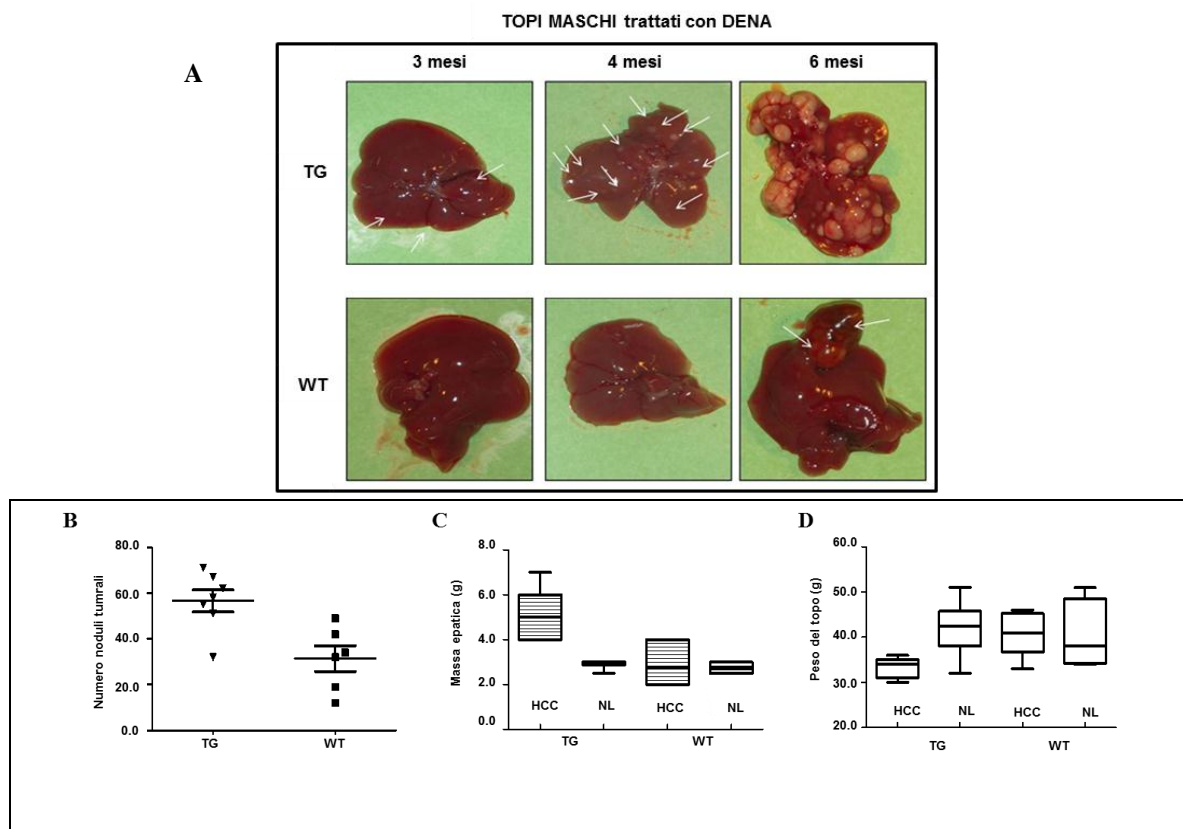 TOPI MASCHI trattati con DENA
A
3 mesi 4 mesi 6 mesi
TG
WT
B
Numero noduli tumrali
80.0
60.0
40.0
20.0
0.0
TG WT
C
Massa epatica (g)
8.0
6.0
4.0
2.0
0.0
HCC NL HCC NL
TG WT
D
Peso del topo (g)
60.0
50.0
40.0
30.0
20.0
HCC NL HCC NL
TG WT